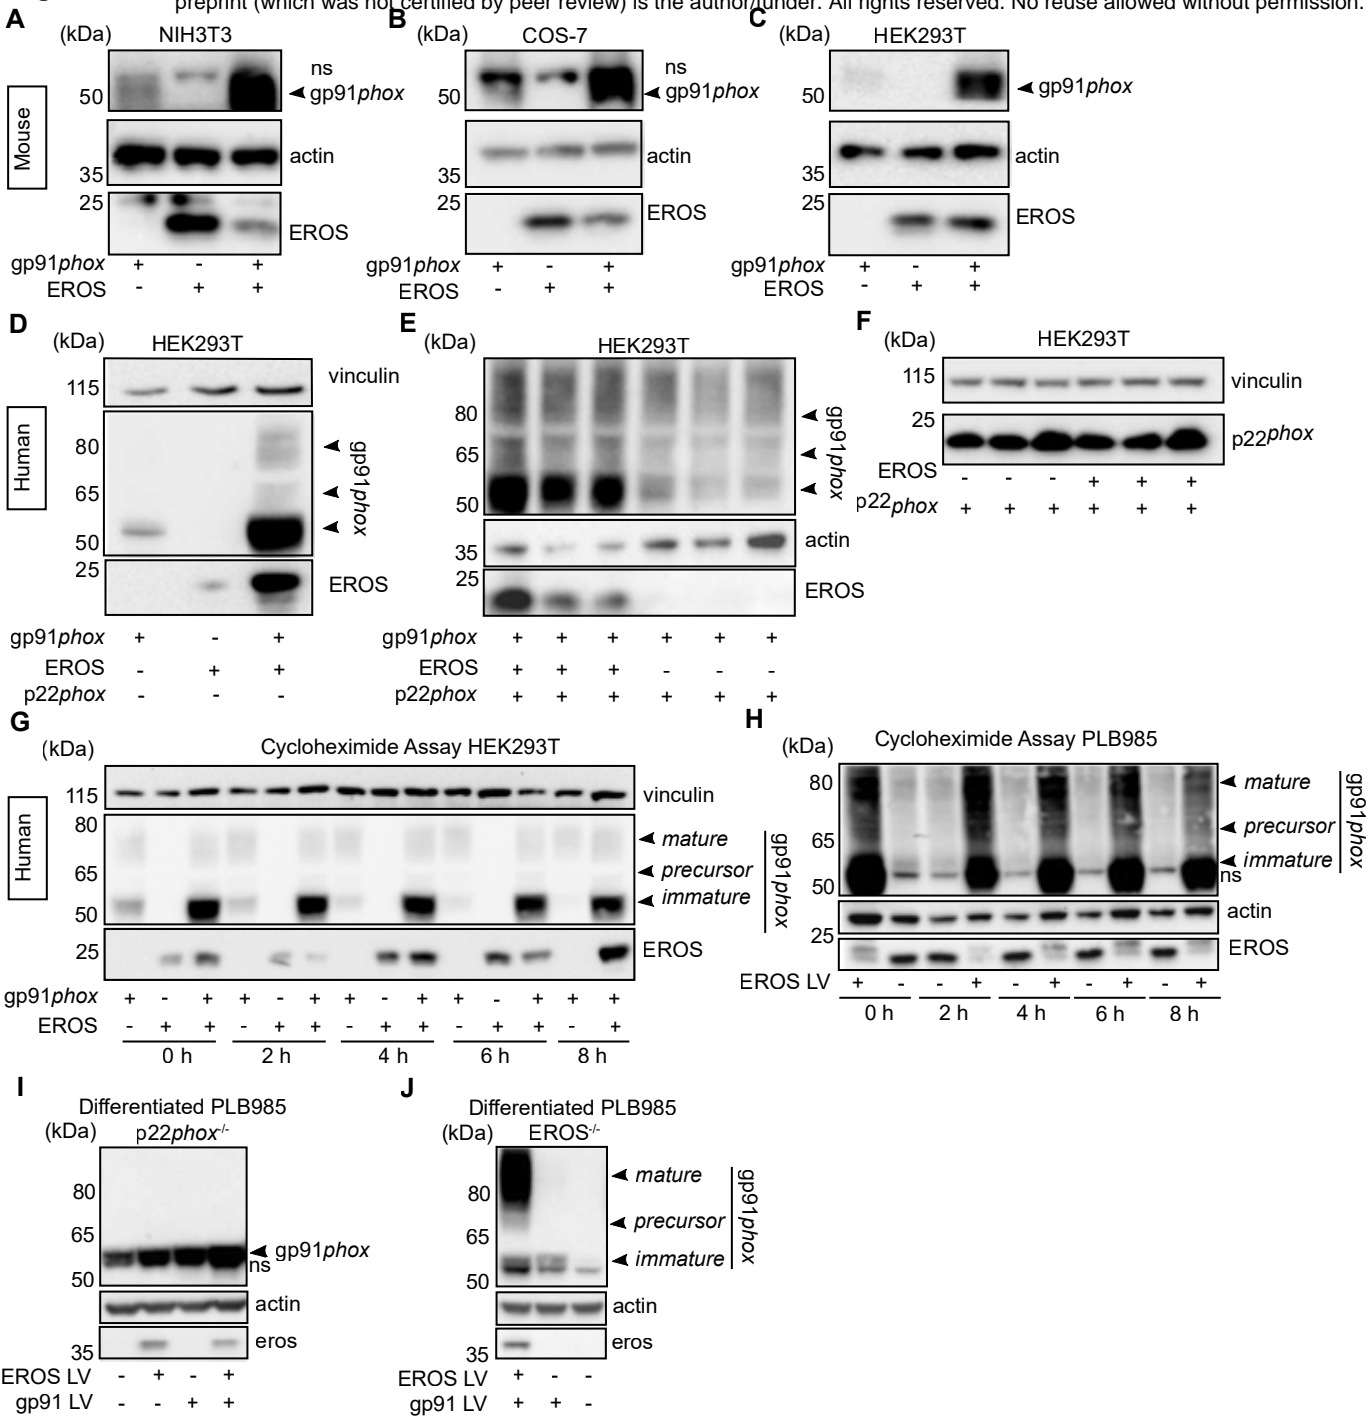 preprint (which was not certified by peer review) is the author/funder. All rights reserved. No reuse allowed without permission.
A
(kDa) NIH3T3
50
ns
gp91phox
Mouse
35
actin
25
EROS
gp91phox + - +
EROS - + +
B
(kDa) COS-7
50
ns
gp91phox
35
actin
25
EROS
gp91phox + - +
EROS - + +
C
(kDa) HEK293T
50
gp91phox
35
actin
25
EROS
gp91phox + - +
EROS - + +
D
(kDa) HEK293T
115
vinculin
Human
80
65
50
gp91phox
25
EROS
gp91phox + - +
EROS - + +
p22phox - - -
E
(kDa) HEK293T
80
65
50
gp91phox
35
actin
25
EROS
gp91phox + + + + + +
EROS + + + - - -
p22phox + + + + + +
F
(kDa) HEK293T
115
vinculin
25
p22phox
EROS - - - + + +
p22phox + + + + + +
G
(kDa) Cycloheximide Assay HEK293T
115
vinculin
Human
80
mature
65
precursor
50
immature
gp91phox
25
EROS
gp91phox + - + + - + + - + + - + + +
EROS - + + - + + - + + - + + - +
0 h 2 h 4 h 6 h 8 h
H
(kDa) Cycloheximide Assay PLB985
80
mature
65
precursor
immature
50
ns
gp91phox
actin
25
EROS
EROS LV + - - + - + - + - +
0 h 2 h 4 h 6 h 8 h
I
Differentiated PLB985
(kDa) p22phox-/-
80
65
gp91phox
ns
50
actin
eros
35
EROS LV - + - +
gp91 LV - - + +
J
Differentiated PLB985
(kDa) EROS-/-
mature
80
precursor
65
immature
50
gp91phox
actin
eros
35
EROS LV + - -
gp91 LV + + -